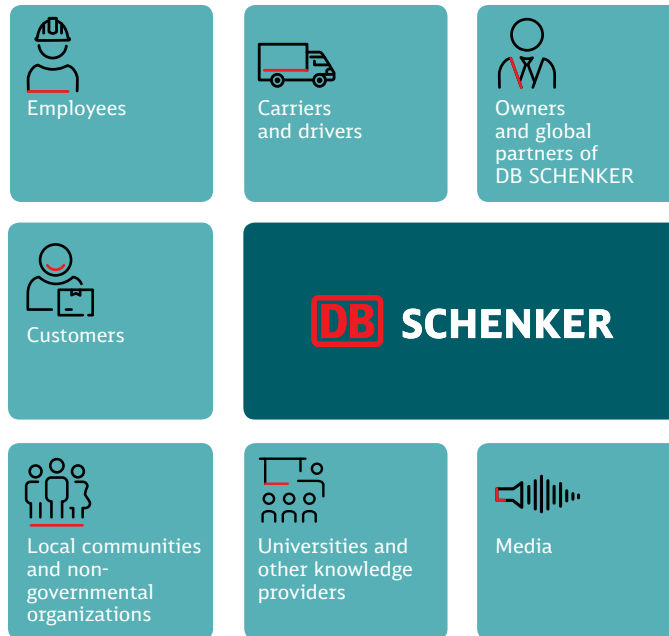 Employees
Carriers
and drivers
Owners
and global
partners of
DB SCHENKER
Customers
DB SCHENKER
Local communities
and non-
governmental
organizations
Universities and
other knowledge
providers
Media